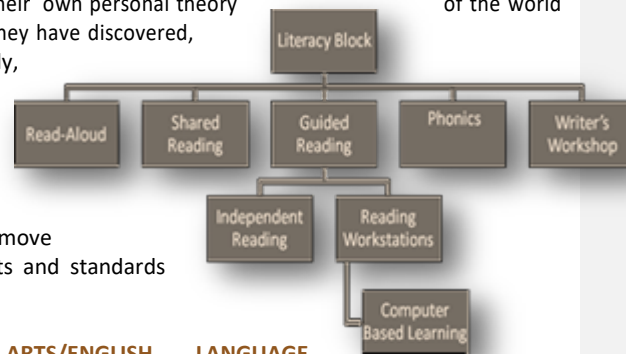 heir own personal theory of the world
hey have discovered,
ly,
Literacy Block
Read-Aloud
Shared
Reading
Guided
Reading
Phonics
Writer's
Workshop
Independent
Reading
Reading
Workstations
move
ts and standards
Computer
Based Learning
ARTS/ENGLISH LANGUAGE